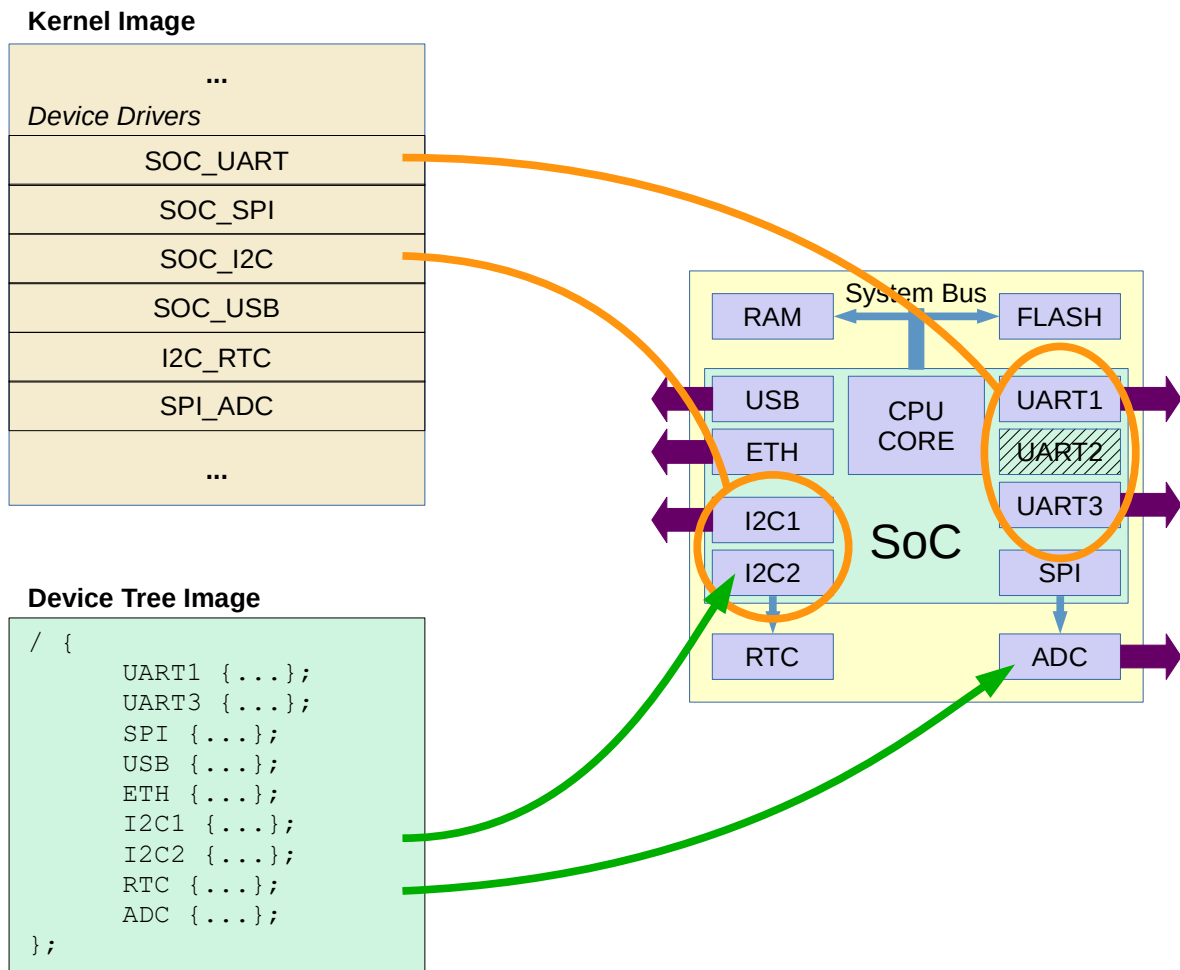 Kernel Image
...
Device Drivers
SOC_UART
SOC_SPI
SOC_I2C
SOC_USB
I2C_RTC
SPI_ADC
...
System Bus
RAM
FLASH
USB
CPU
CORE
UART1
ETH
UART2
I2C1
UART3
SoC
I2C2
SPI
RTC
ADC
Device Tree Image
/ {
UART1 {...};
UART3 {...};
SPI {...};
USB {...};
ETH {...};
I2C1 {...};
I2C2 {...};
RTC {...};
ADC {...};
};